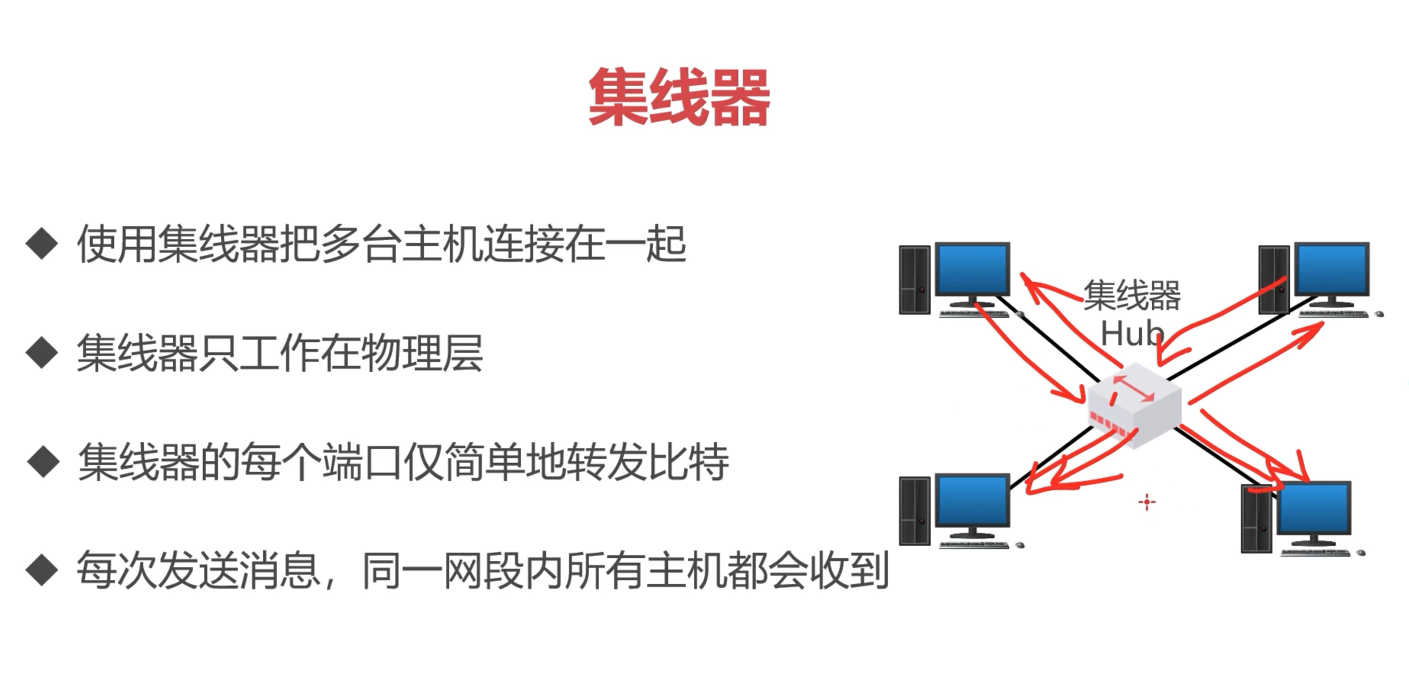 集线器
使用集线器把多台主机连接在一起
集线器只工作在物理层
集线器的每个端口仅简单地转发比特
每次发送消息，同一网段内所有主机都会收到
集线器
Hub